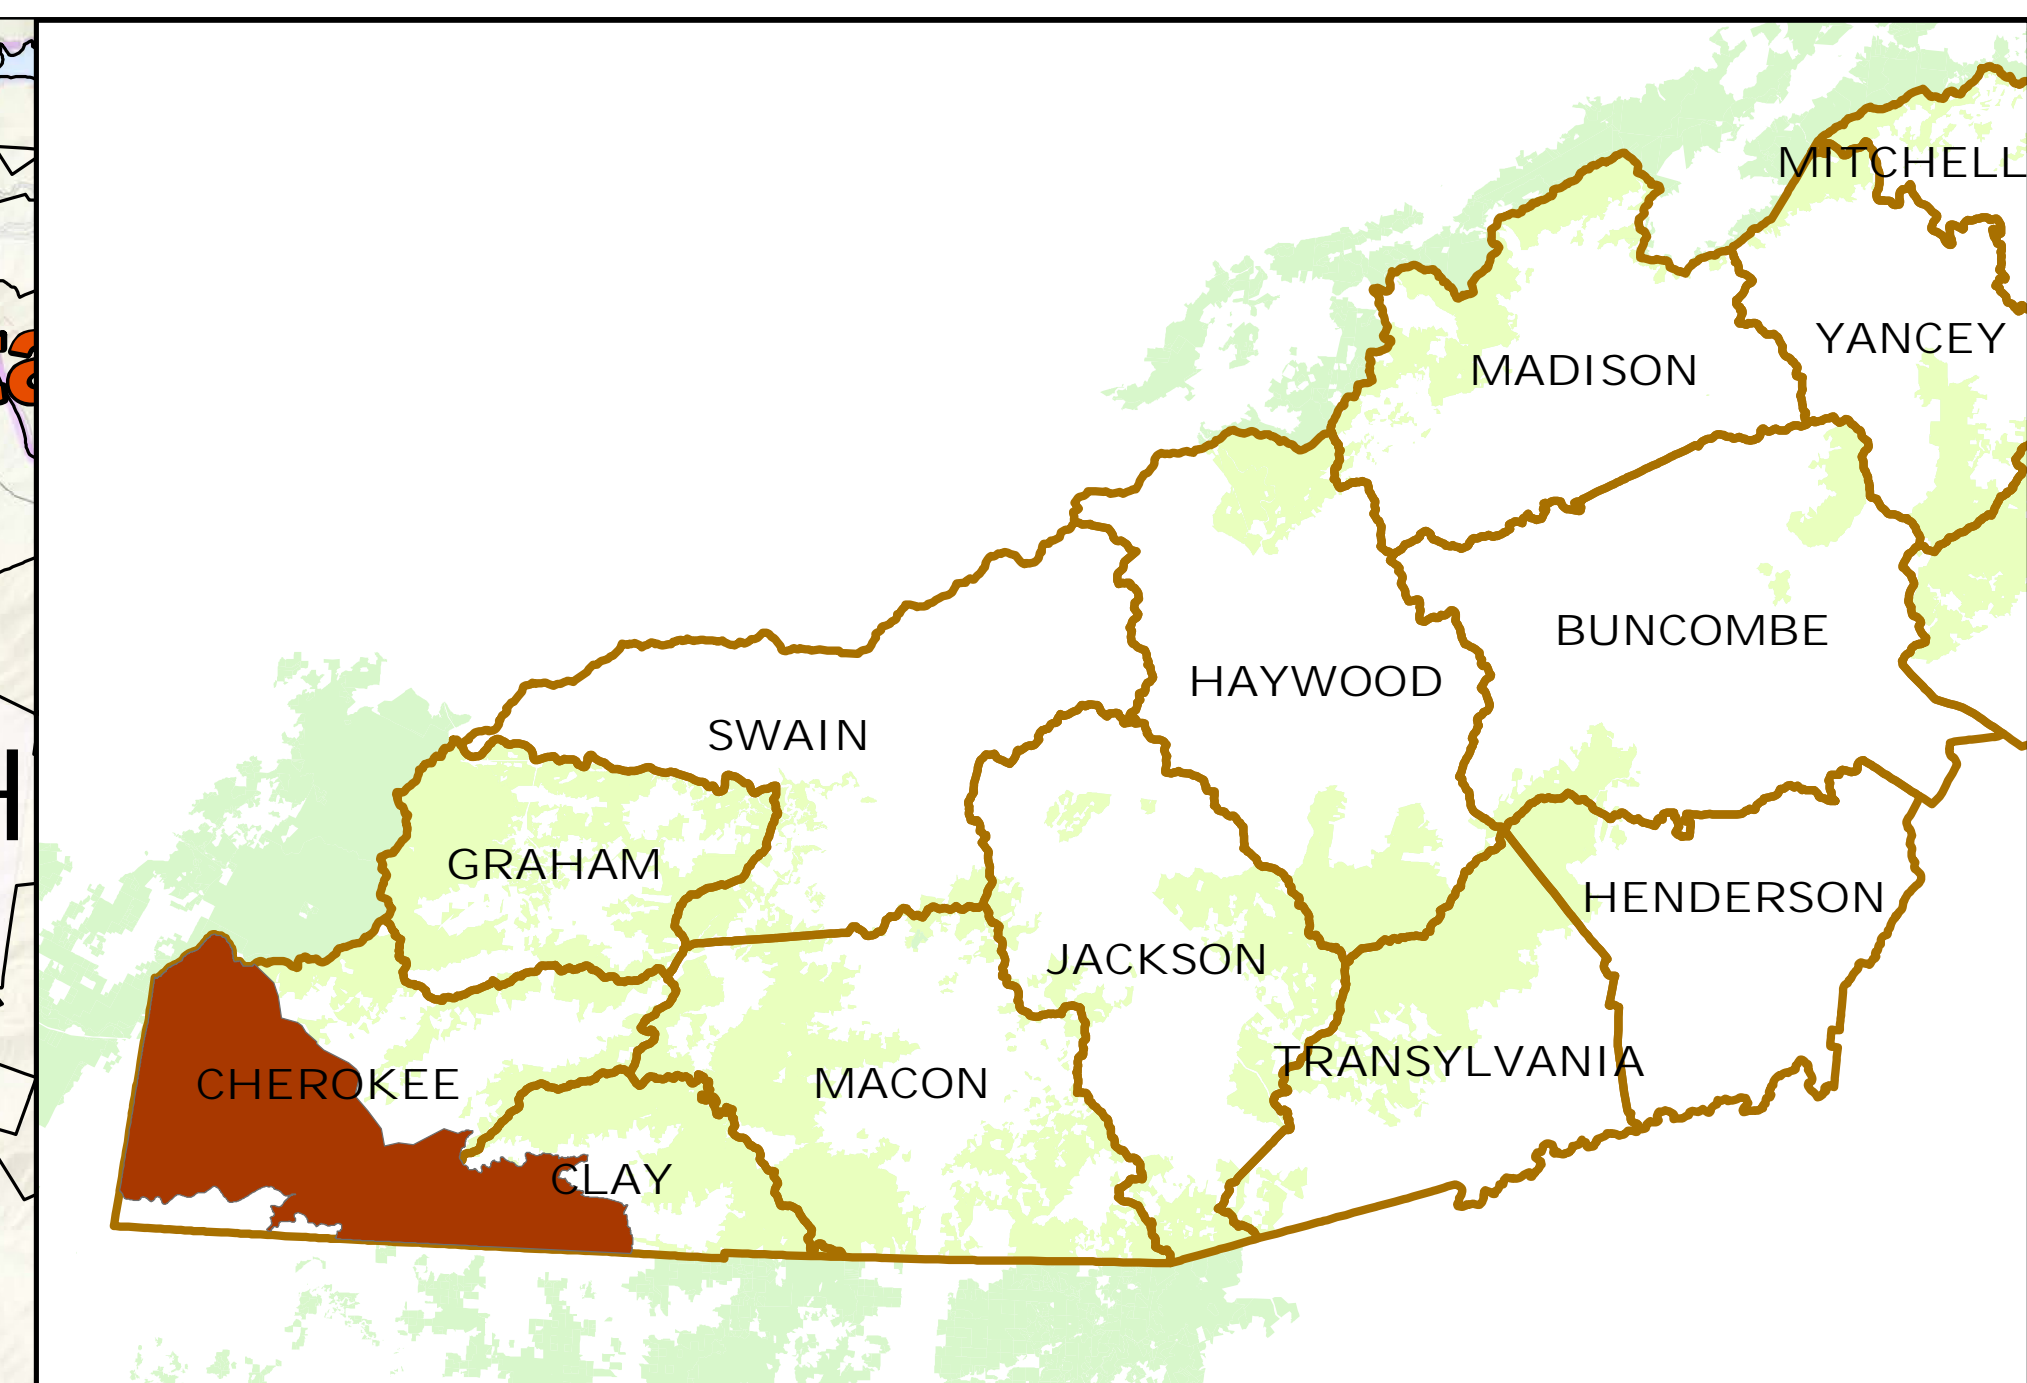 MITCHELL
YANCEY
MADISON
BUNCOMBE
HAYWOOD
SWAIN
GRAHAM
HENDERSON
JACKSON
TRANSYLVANIA
CHEROKEE
MACON
CLAY
H